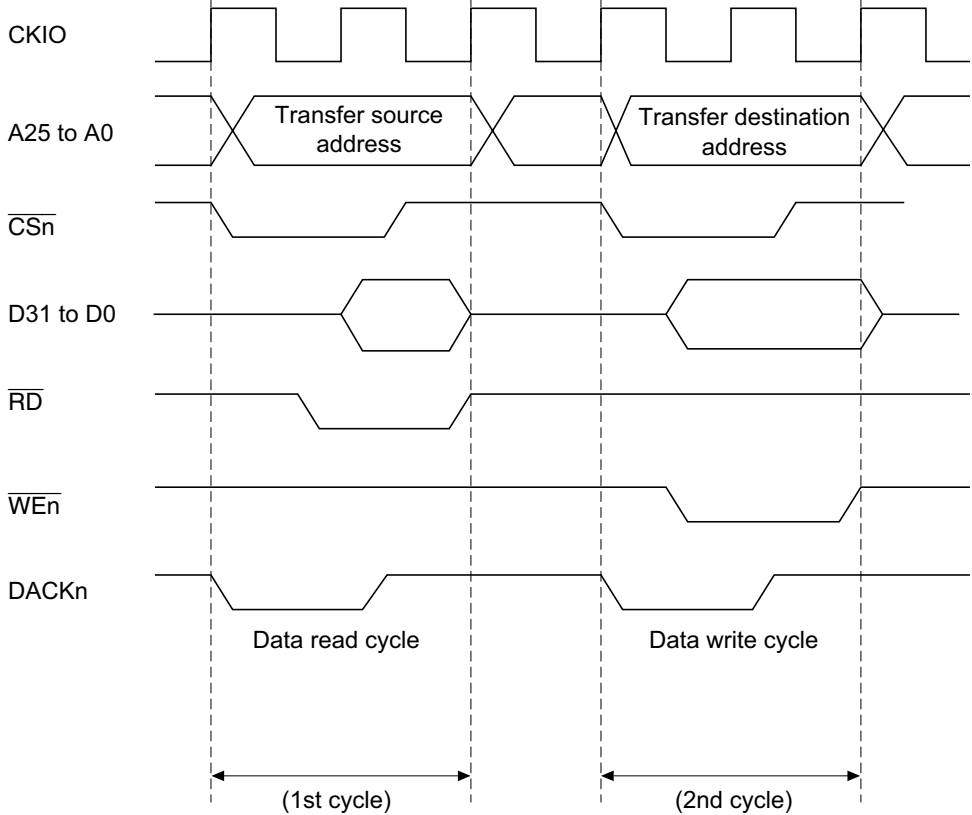 CKIO
A25 to A0
Transfer source
address
Transfer destination
address
CSn
D31 to D0
RD
WEn
DACKn
Data read cycle
Data write cycle
(1st cycle)
(2nd cycle)